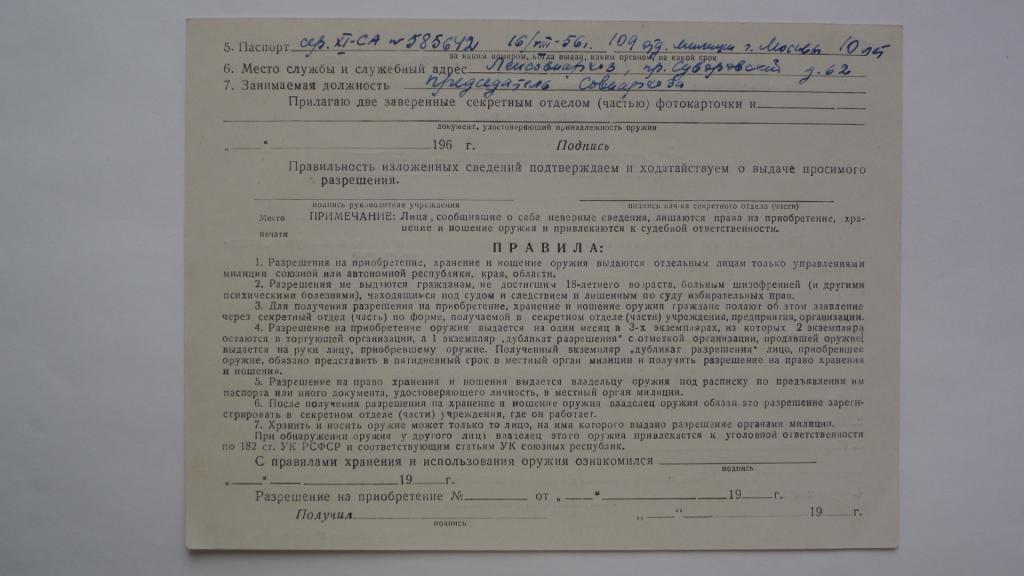 5. Паспорт сер. XI-СА № 585642 16/VIII-56 г. 109 од. милиции г. Москвы 10 лет
за каким номером, когда выдан, каким органом и на какой срок
6. Место службы и служебный адрес Ленсовнархоз, пр. Суворовский д. 62
7. Занимаемая должность Председатель Совнархоза
Прилагаю две заверенные секретным отделом (частью) фотокарточки и
документ, удостоверяющий принадлежность оружия
„ “ 196 г. Подпись
Правильность изложенных сведений подтверждаем и ходатайствуем о выдаче просимого
разрешения.
подпись руководителя учреждения подпись нач-ка секретного отдела (части)
Место печати
ПРИМЕЧАНИЕ: Лица, сообщившие о себе неверные сведения, лишаются права на приобретение, хра-
нение и ношение оружия и привлекаются к судебной ответственности.
ПРАВИЛА:
1. Разрешения на приобретение, хранение и ношение оружия выдаются отдельным лицам только управлениями
милиции союзной или автономной республики, края, области.
2. Разрешения не выдаются гражданам, не достигшим 18-летнего возраста, больным шизофренией (и другими
психическими болезнями), находящимся под судом и следствием и лишенным по суду избирательных прав.
3. Для получения разрешения на приобретение, хранение и ношение оружия граждане подают об этом заявление
через секретный отдел (часть) по форме, получаемой в секретном отделе (части) учреждения, предприятия, организации.
4. Разрешение на приобретение оружия выдается на один месяц в 3-х экземплярах, из которых 2 экземпляра
остаются в торгующей организации, а 1 экземпляр „дубликат разрешения“ с отметкой организации, продавшей оружие,
выдается на руки лицу, приобревшему оружие. Полученный экземпляр „дубликат разрешения“ лицо, приобревшее
оружие, обязано представить в пятидневный срок в местный орган милиции и получить разрешение на право хранения
и ношения.
5. Разрешение на право хранения и ношения выдается владельцу оружия под расписку по предъявлении им
паспорта или иного документа, удостоверяющего личность, в местный орган милиции.
6. После получения разрешения на хранение и ношение оружия владелец оружия обязан это разрешение зареги-
стрировать в секретном отделе (части) учреждения, где он работает.
7. Хранить и носить оружие может только то лицо, на имя которого выдано разрешение органами милиции.
При обнаружении оружия у другого лица владелец этого оружия привлекается к уголовной ответственности
по 182 ст. УК РСФСР и соответствующим статьям УК союзных республик.
С правилами хранения и использования оружия ознакомился
подпись
„ “ 19 г.
Разрешение на приобретение № от „ “ 19 г.
Получил „ “ 19 г.
подпись